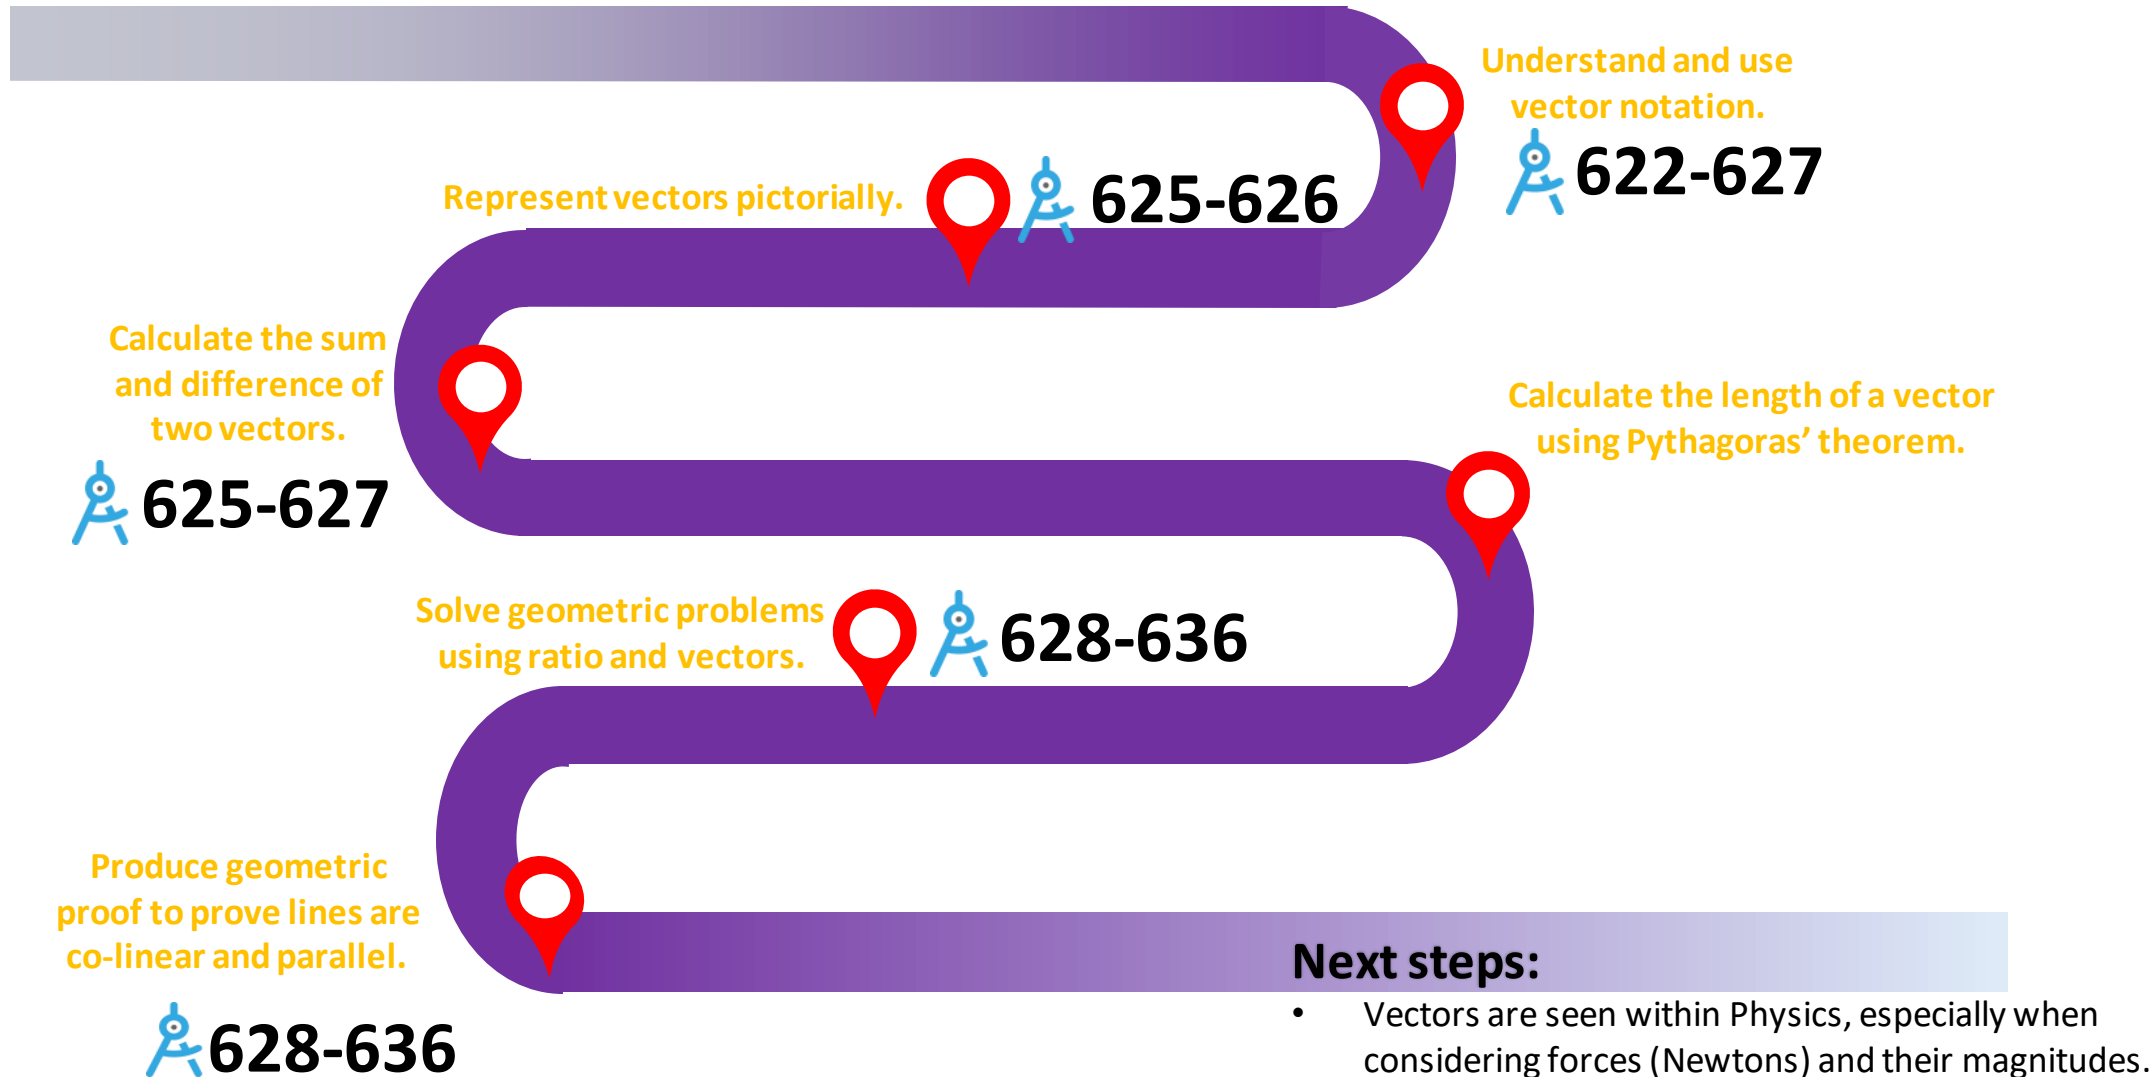 Understand and use
vector notation.
622-627
Represent vectors pictorially.
625-626
Calculate the sum
and difference of
two vectors.
625-627
Calculate the length of a vector
using Pythagoras’ theorem.
Solve geometric problems
using ratio and vectors.
628-636
Produce geometric
proof to prove lines are
co-linear and parallel.
628-636
Next steps:
• Vectors are seen within Physics, especially when
considering forces (Newtons) and their magnitudes.